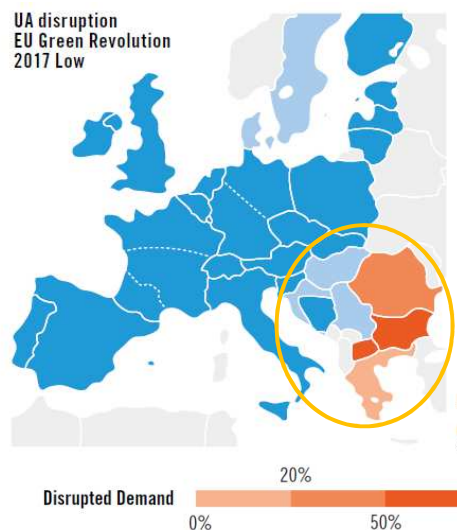 UA disruption
EU Green Revolution
2017 Low
20%
Disrupted Demand
0%
50%